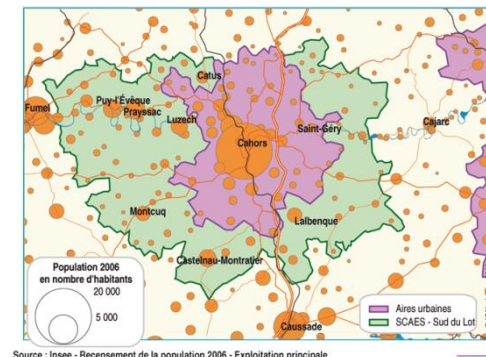 Catus
Puy-l'Évêque
Prayssac
Fumel
Luzech
Saint-Géry
Cajarc
Cahors
Montcuq
Lalbenque
Castelnau-Montratier
Population 2006
en nombre d'habitants
20 000
5 000
Aires urbaines
SCAES - Sud du Lot
Caussade
Source : Insee - Recensement de la population 2006 - Exploitation principale